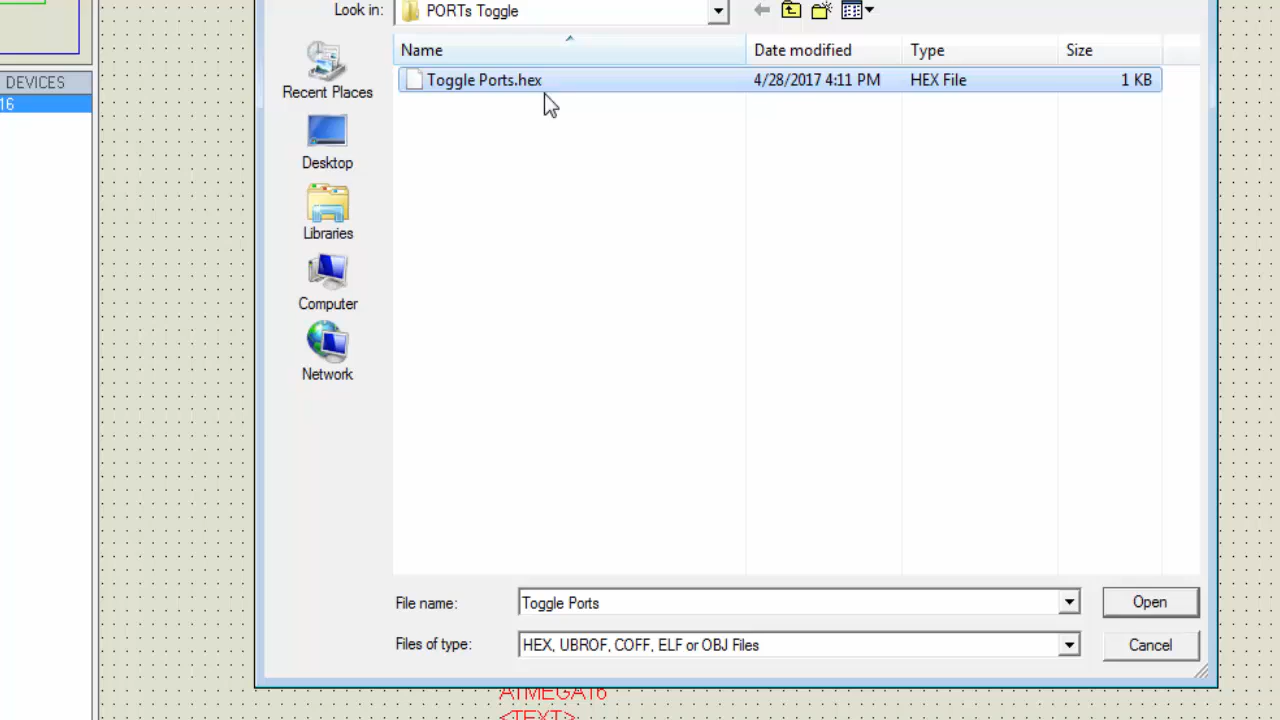 Look in: PORTs Toggle
DEVICES
16
Name Date modified Type Size
Toggle Ports.hex 4/28/2017 4:11 PM HEX File 1 KB
Recent Places
Desktop
Libraries
Computer
Network
File name: Toggle Ports Open
Files of type: HEX, UBROF, COFF, ELF or OBJ Files Cancel
ATMEGA16
<TEXT>